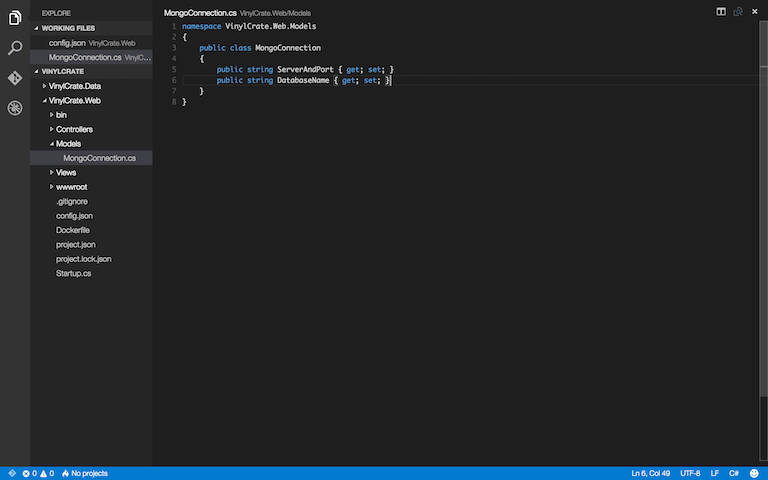 EXPLORE
WORKING FILES
config.json VinylCrate.Web
MongoConnection.cs VinylC...
VINYLCRATE
VinylCrate.Data
VinylCrate.Web
bin
Controllers
Models
MongoConnection.cs
Views
wwwroot
.gitignore
config.json
Dockerfile
project.json
project.lock.json
Startup.cs
MongoConnection.cs VinylCrate.Web/Models
1 namespace VinylCrate.Web.Models
2 {
3 public class MongoConnection
4 {
5 public string ServerAndPort { get; set; }
6 public string DatabaseName { get; set; }
7 }
8 }
0 0 No projects
Ln 6, Col 49 UTF-8 LF C#